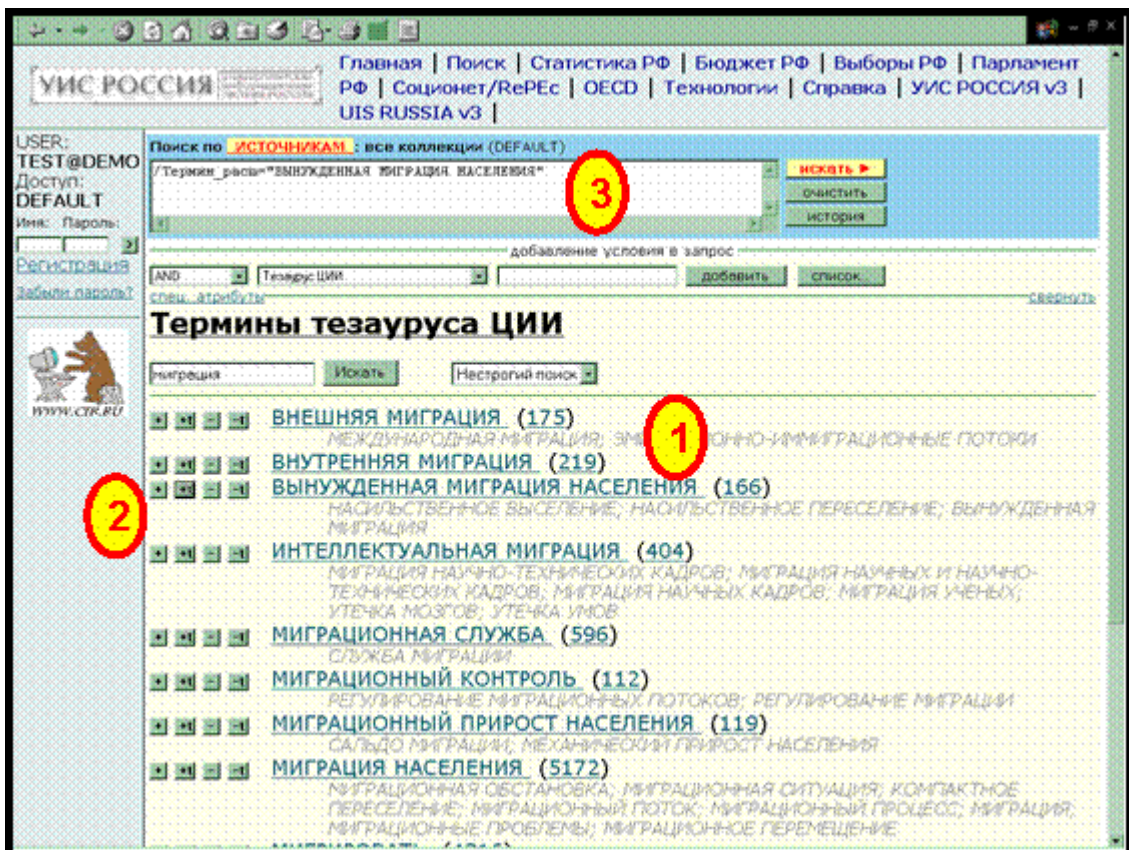 Главная | Поиск | Статистика РФ | Бюджет РФ | Выборы РФ | Парламент
УИС РОССИЯ
РФ | Соционет/RePEc | OECD | Технологии | Справка | УИС РОССИЯ v3 |
UIS RUSSIA v3 |
USER:
TEST@DEMO
Доступ:
DEFAULT
Имя: Пароль:
Регистрация
Забыли пароль?
WWW.CIR.RU
Поиск по ИСТОЧНИКАМ : все коллекции (DEFAULT)
/Термин_расш="ВЫНУЖДЕННАЯ МИГРАЦИЯ НАСЕЛЕНИЯ"
3
искать
очистить
история
добавление условия в запрос
AND Тезаурус ЦИИ добавить список...
спец. атрибуты свернуть
Термины тезауруса ЦИИ
миграция Искать Нестрогий поиск
ВНЕШНЯЯ МИГРАЦИЯ (175)
1
МЕЖДУНАРОДНАЯ МИГРАЦИЯ; ИММИГРАЦИОННЫЕ ПОТОКИ
ВНУТРЕННЯЯ МИГРАЦИЯ (219)
2
ВЫНУЖДЕННАЯ МИГРАЦИЯ НАСЕЛЕНИЯ (166)
НАСИЛЬСТВЕННОЕ ВЫСЕЛЕНИЕ; НАСИЛЬСТВЕННОЕ ПЕРЕСЕЛЕНИЕ; ВЫНУЖДЕННАЯ
МИГРАЦИЯ
ИНТЕЛЛЕКТУАЛЬНАЯ МИГРАЦИЯ (404)
МИГРАЦИЯ НАУЧНО-ТЕХНИЧЕСКИХ КАДРОВ; МИГРАЦИЯ НАУЧНЫХ И НАУЧНО-
ТЕХНИЧЕСКИХ КАДРОВ; МИГРАЦИЯ НАУЧНЫХ КАДРОВ; МИГРАЦИЯ УЧЕНЫХ;
УТЕЧКА МОЗГОВ; УТЕЧКА УМОВ
МИГРАЦИОННАЯ СЛУЖБА (596)
СЛУЖБА МИГРАЦИИ
МИГРАЦИОННЫЙ КОНТРОЛЬ (112)
РЕГУЛИРОВАНИЕ МИГРАЦИОННЫХ ПОТОКОВ; РЕГУЛИРОВАНИЕ МИГРАЦИИ
МИГРАЦИОННЫЙ ПРИРОСТ НАСЕЛЕНИЯ (119)
САЛЬДО МИГРАЦИИ; МЕХАНИЧЕСКИЙ ПРИРОСТ НАСЕЛЕНИЯ
МИГРАЦИЯ НАСЕЛЕНИЯ (5172)
МИГРАЦИОННАЯ ОБСТАНОВКА; МИГРАЦИОННАЯ СИТУАЦИЯ; КОМПАКТНОЕ
ПЕРЕСЕЛЕНИЕ; МИГРАЦИОННЫЙ ПОТОК; МИГРАЦИОННЫЙ ПРОЦЕСС; МИГРАЦИЯ;
МИГРАЦИОННЫЕ ПРОБЛЕМЫ; МИГРАЦИОННОЕ ПЕРЕМЕЩЕНИЕ